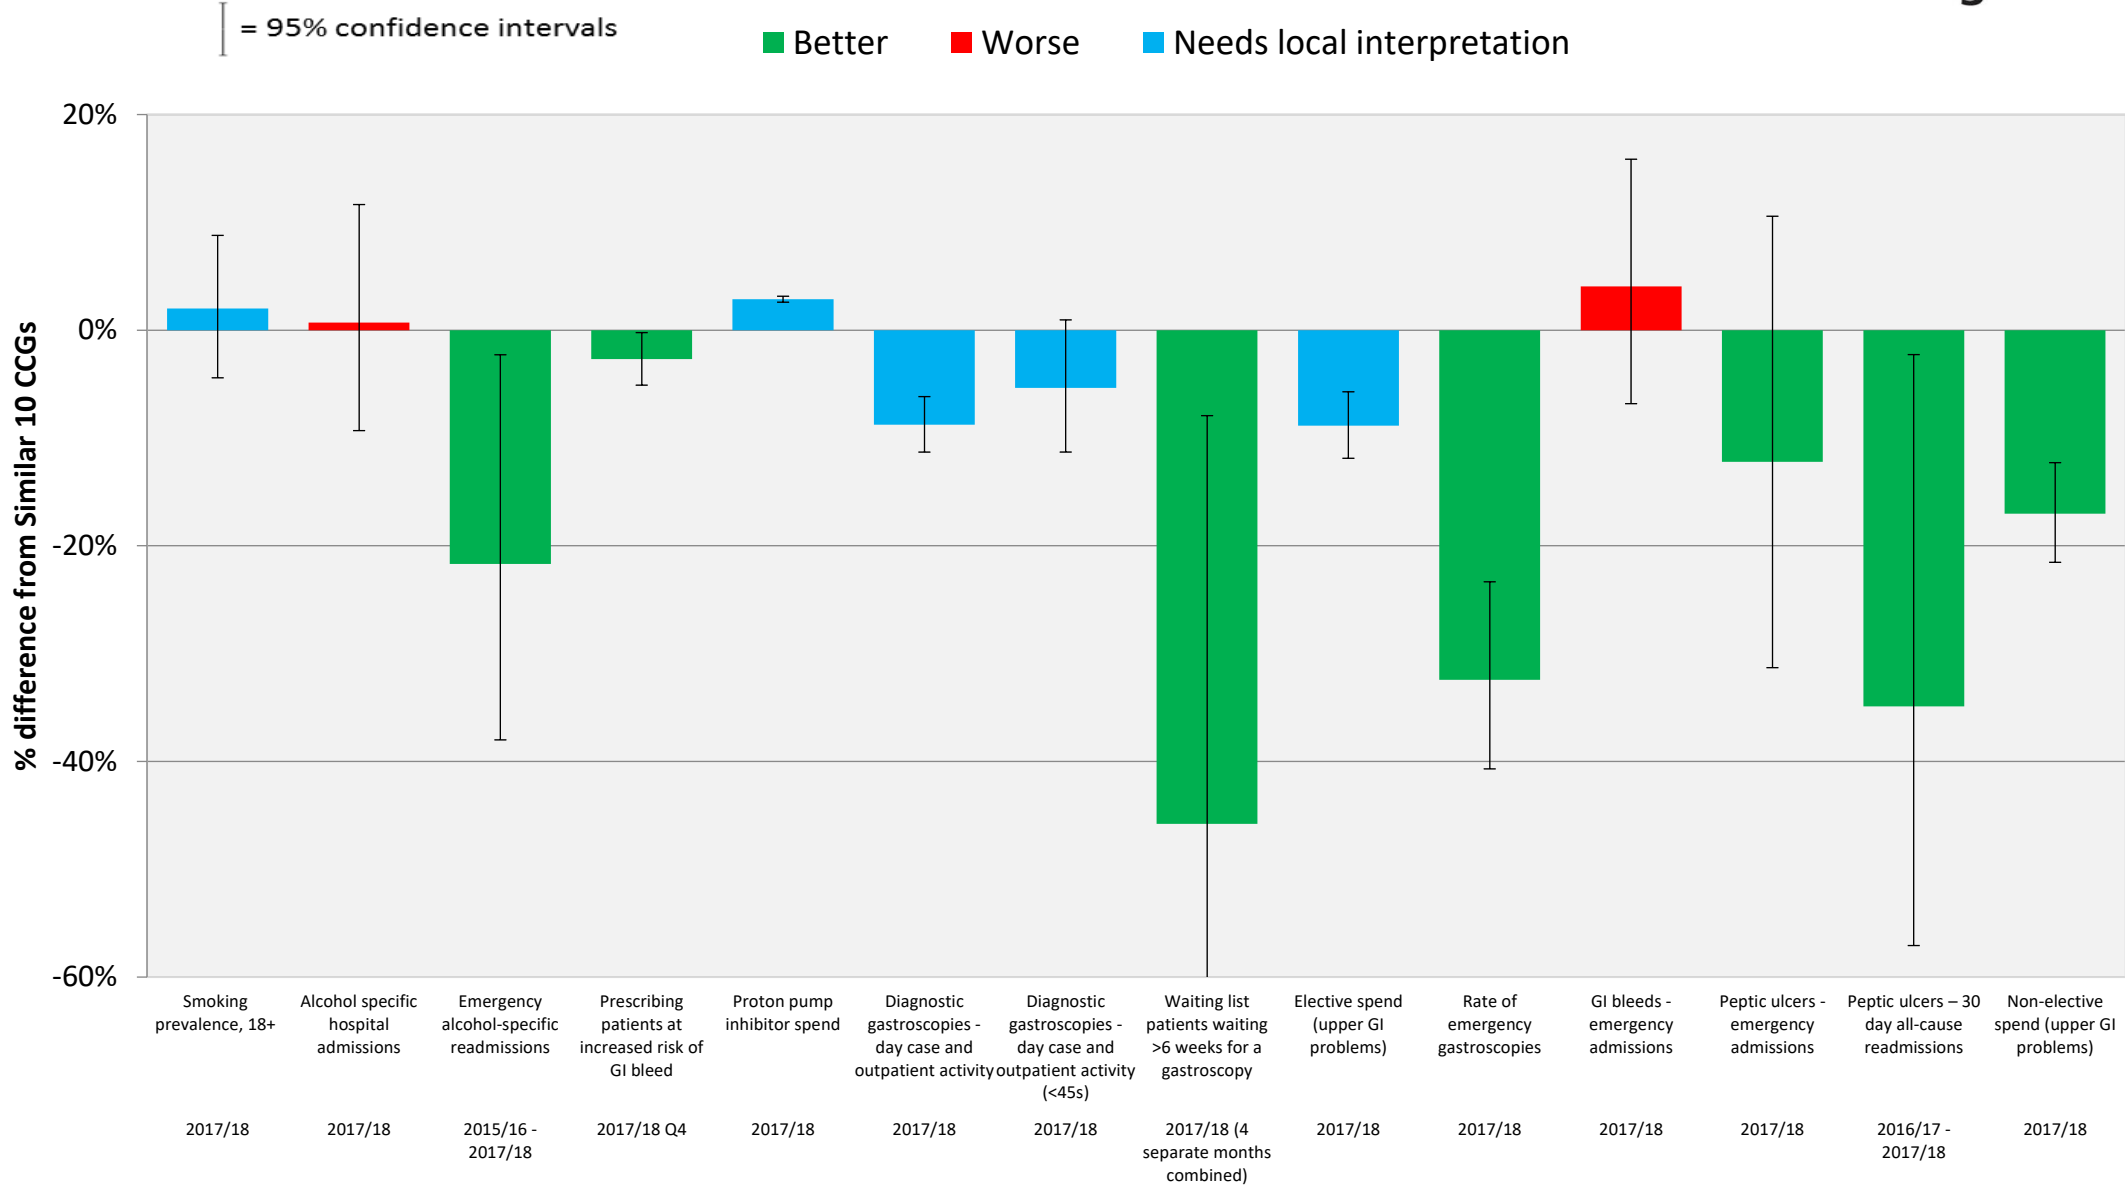 = 95% confidence intervals
Better
Worse
Needs local interpretation
% difference from Similar 10 CCGs
20%
0%
-20%
-40%
-60%
Smoking
prevalence, 18+
2017/18
Alcohol specific
hospital
admissions
2017/18
Emergency
alcohol-specific
readmissions
2015/16 -
2017/18
Prescribing
patients at
increased risk of
GI bleed
2017/18 Q4
Proton pump
inhibitor spend
2017/18
Diagnostic
gastroscopies -
day case and
outpatient activity
2017/18
Diagnostic
gastroscopies -
day case and
outpatient activity
(<45s)
2017/18
Waiting list
patients waiting
>6 weeks for a
gastroscopy
2017/18 (4
separate months
combined)
Elective spend
(upper GI
problems)
2017/18
Rate of
emergency
gastroscopies
2017/18
GI bleeds -
emergency
admissions
2017/18
Peptic ulcers -
emergency
admissions
2017/18
Peptic ulcers – 30
day all-cause
readmissions
2016/17 -
2017/18
Non-elective
spend (upper GI
problems)
2017/18